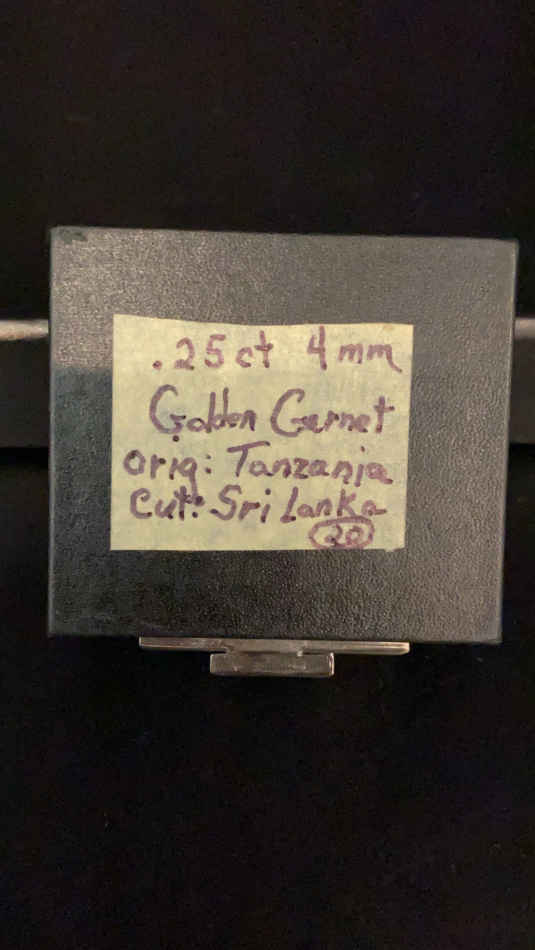 .25ct 4mm
Golden Garnet
Orig: Tanzania
Cut: Sri Lanka
20